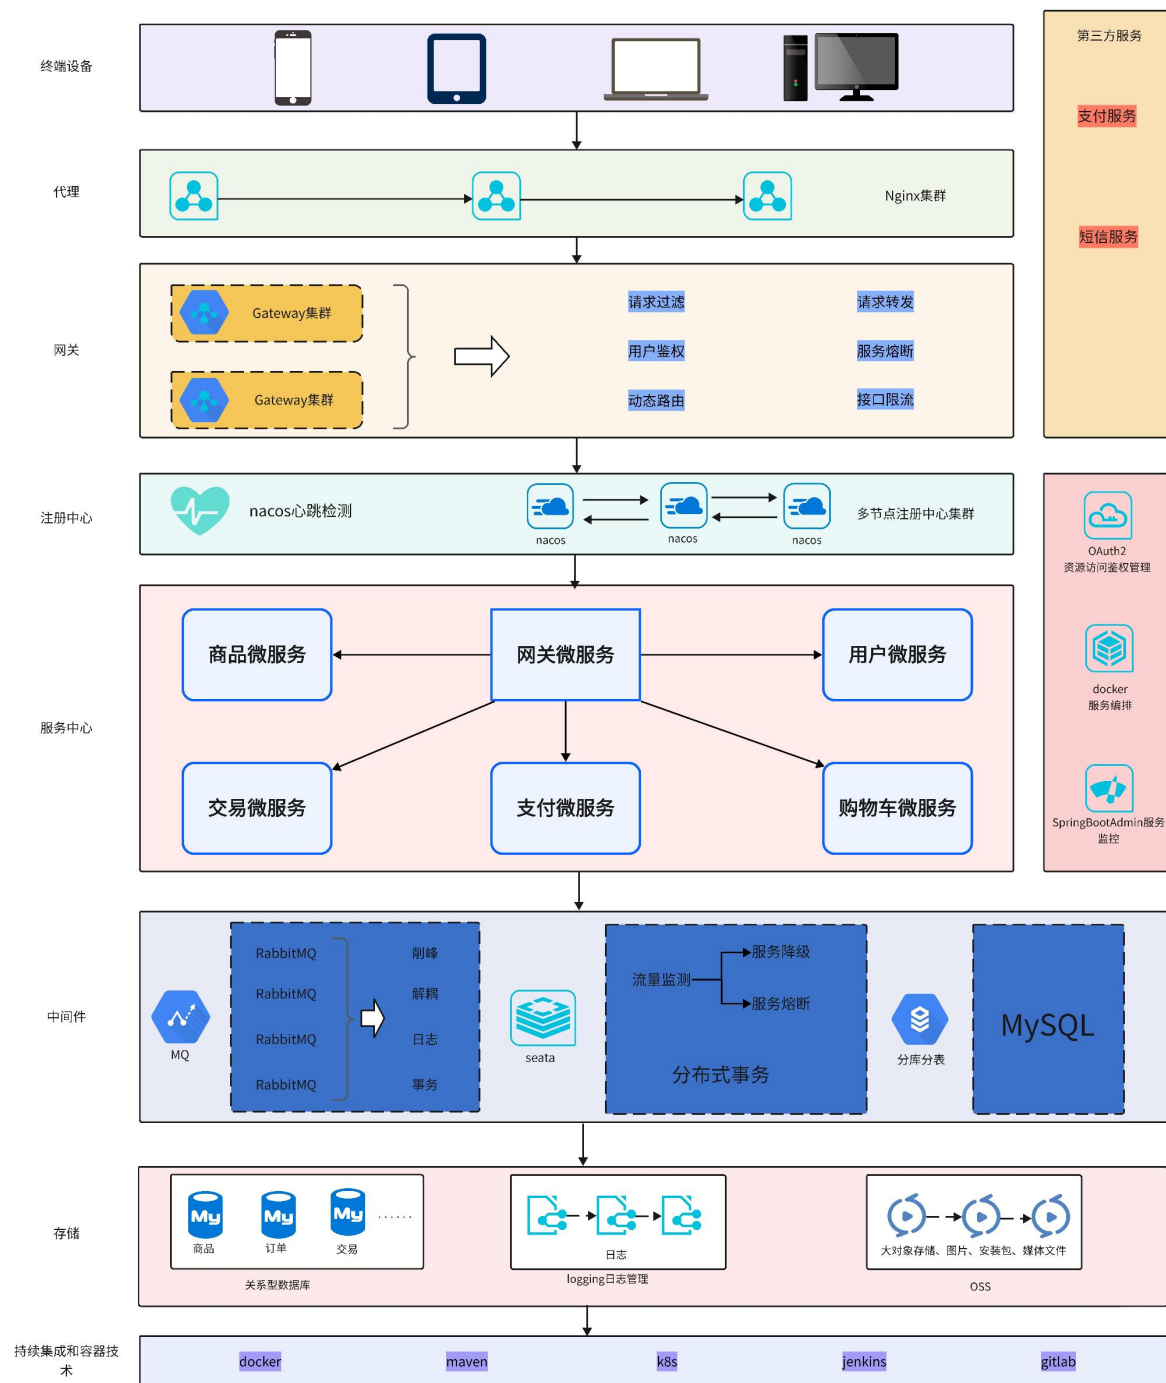 终端设备
第三方服务
支付服务
短信服务
代理
Nginx集群
网关
Gateway集群
Gateway集群
请求过滤
请求转发
用户鉴权
服务熔断
动态路由
接口限流
注册中心
nacos心跳检测
nacos
nacos
nacos
多节点注册中心集群
OAuth2
资源访问鉴权管理
docker
服务编排
SpringBootAdmin服务
监控
服务中心
商品微服务
网关微服务
用户微服务
交易微服务
支付微服务
购物车微服务
中间件
MQ
RabbitMQ
削峰
RabbitMQ
解耦
RabbitMQ
日志
RabbitMQ
事务
seata
流量监测
服务降级
服务熔断
分布式事务
分库分表
MySQL
存储
My
My
My
······
商品
订单
交易
关系型数据库
日志
logging日志管理
大对象存储、图片、安装包、媒体文件
OSS
持续集成和容器技
术
docker
maven
k8s
jenkins
gitlab